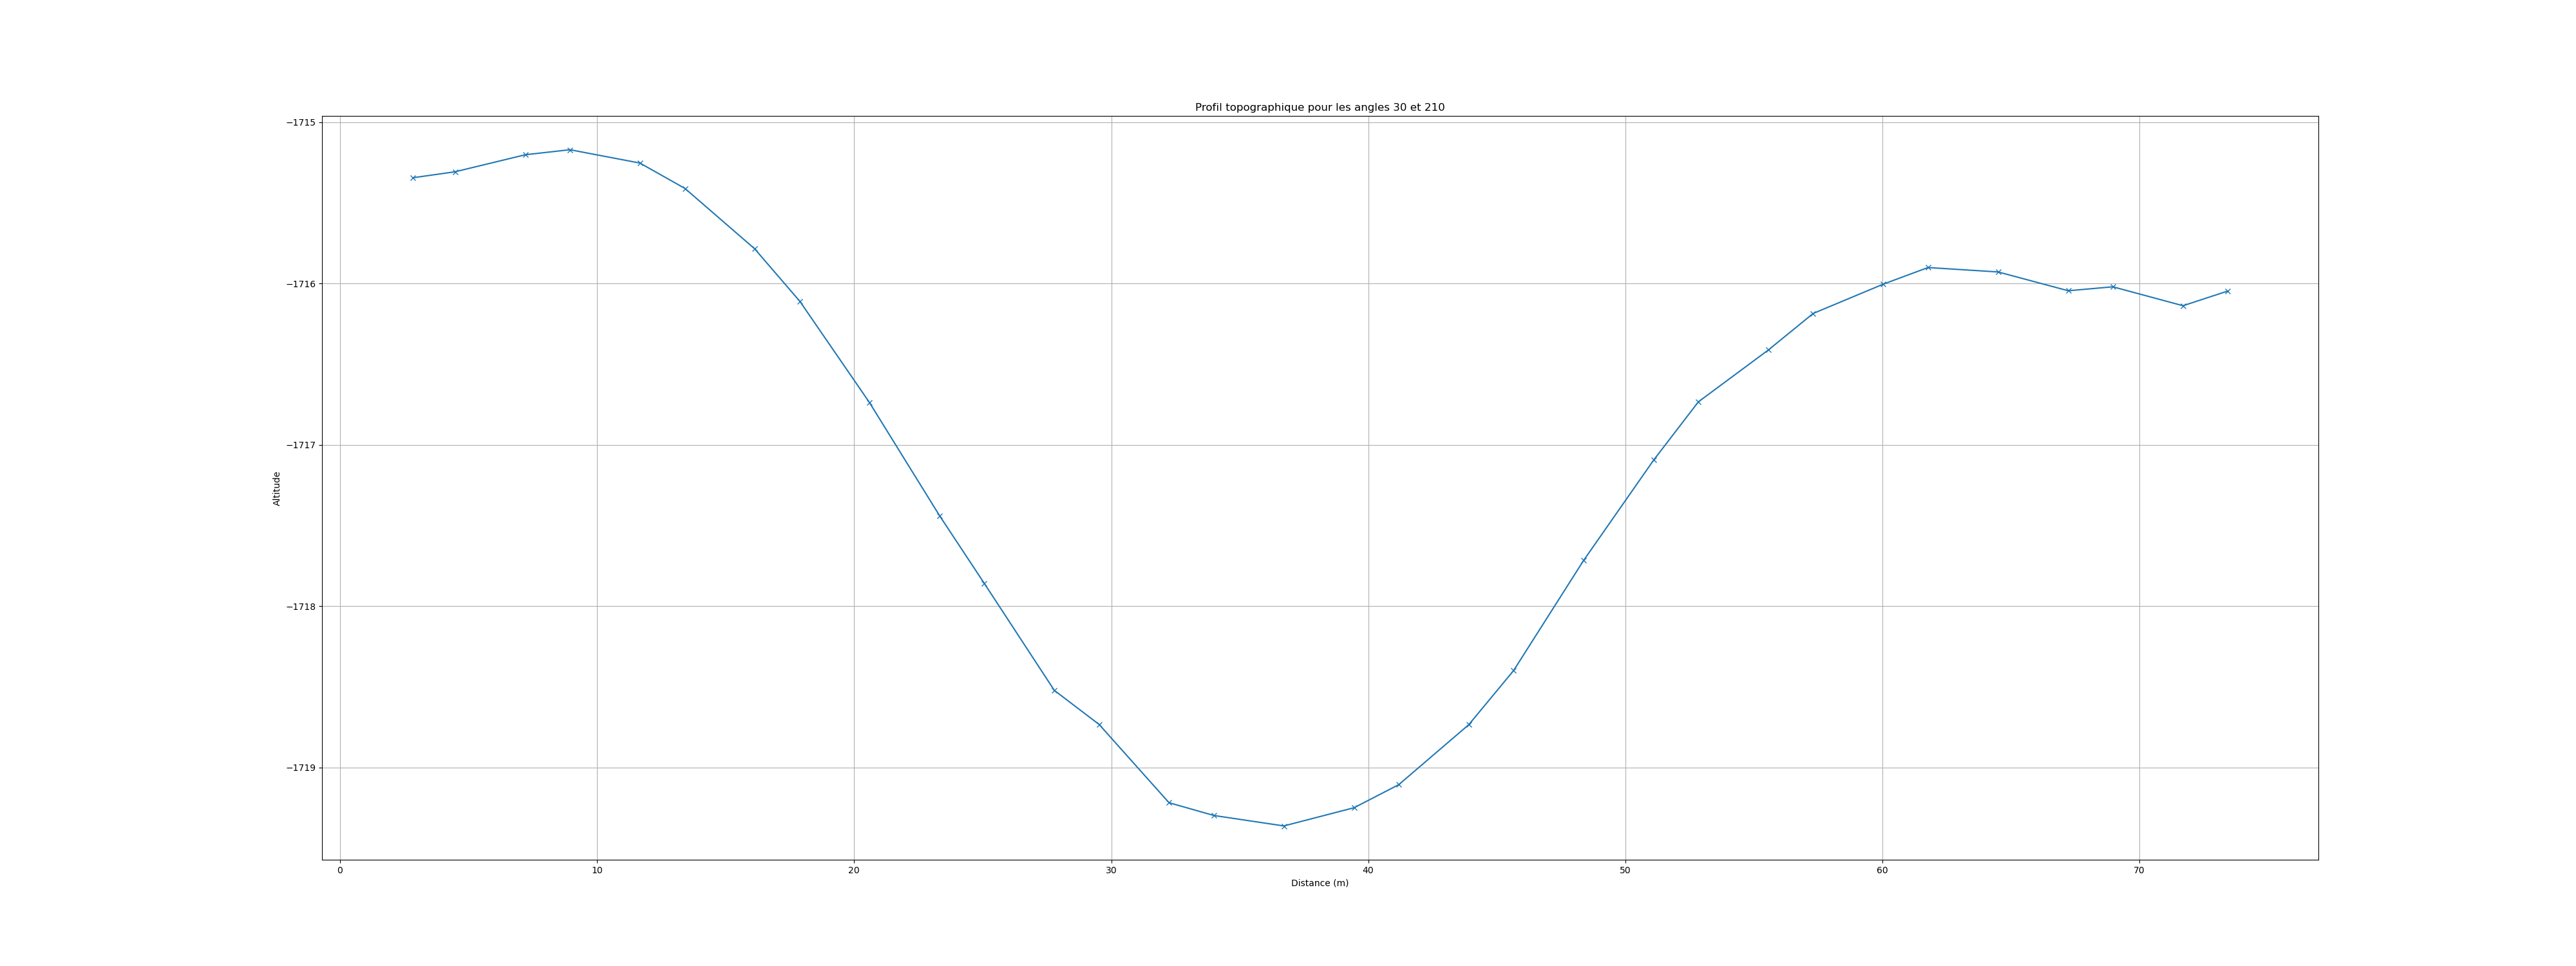 Profil topographique pour les angles 30 et 210
−1715
−1716
−1717
−1718
−1719
Altitude
0 10 20 30 40 50 60 70
Distance (m)